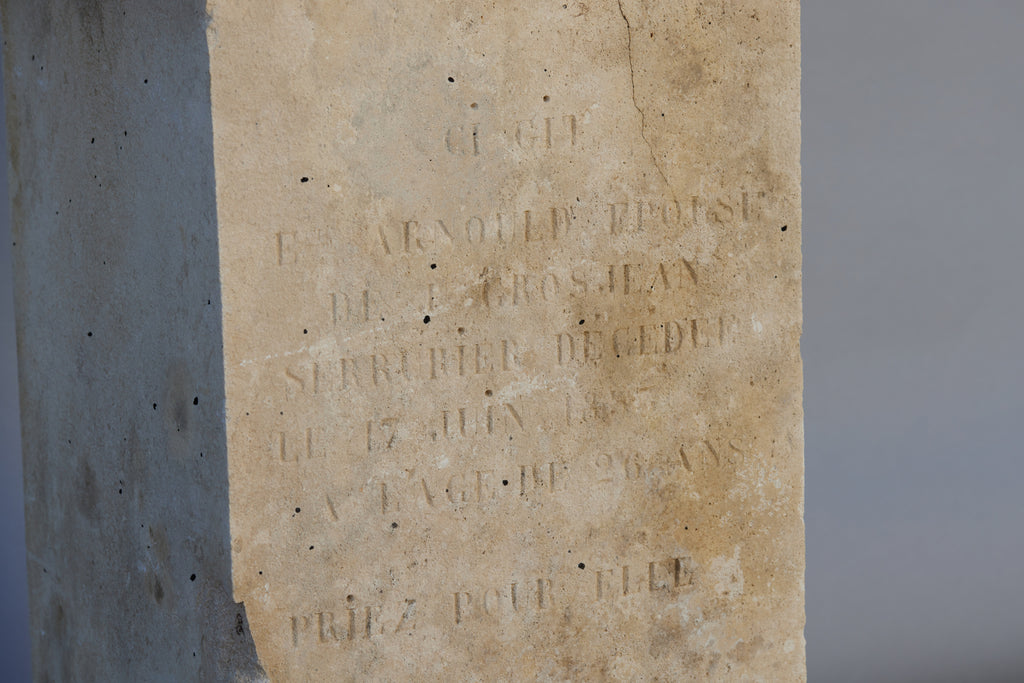 CI GIT
ARNOULD EPOUSE
DE GROSJEAN
SERRURIER DÉCÉDÉE
LE 17 JUIN
A L'AGE DE 26 ANS
PRIEZ POUR ELLE